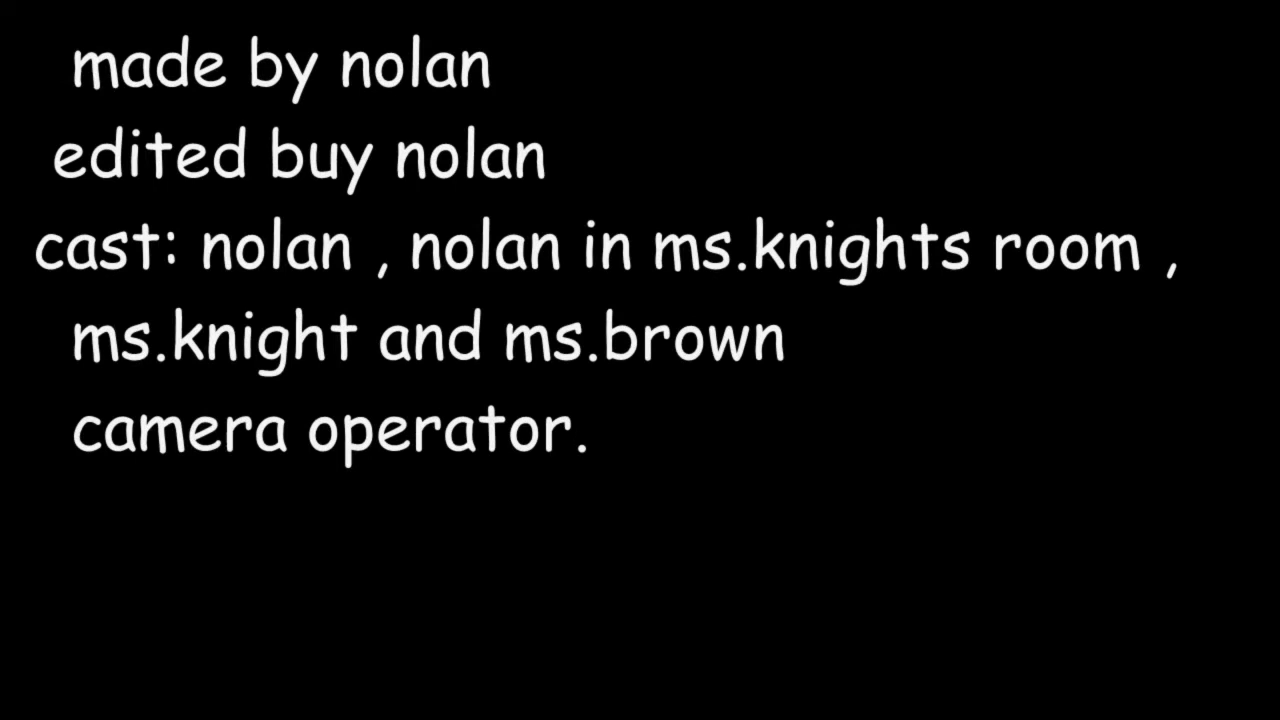 made by nolan
edited buy nolan
cast: nolan , nolan in ms.knights room ,
ms.knight and ms.brown
camera operator.